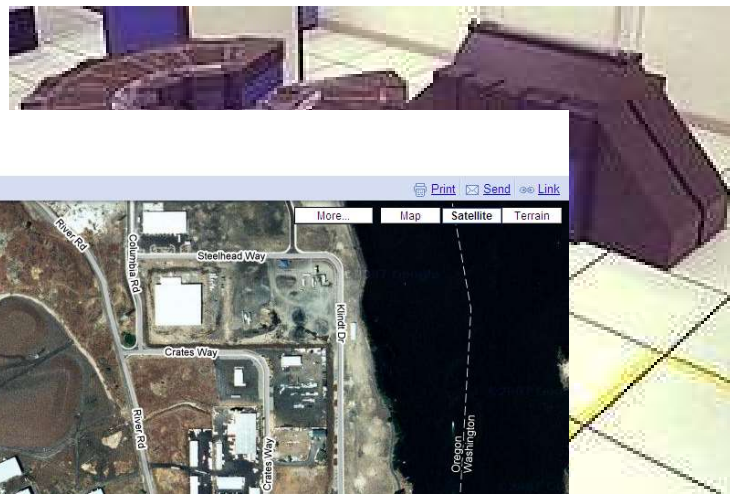 Print Send Link
More... Map Satellite Terrain
River Rd
Columbia Rd
Steelhead Way
Klindt Dr
Crates Way
River Rd
Crates Way
Oregon
Washington